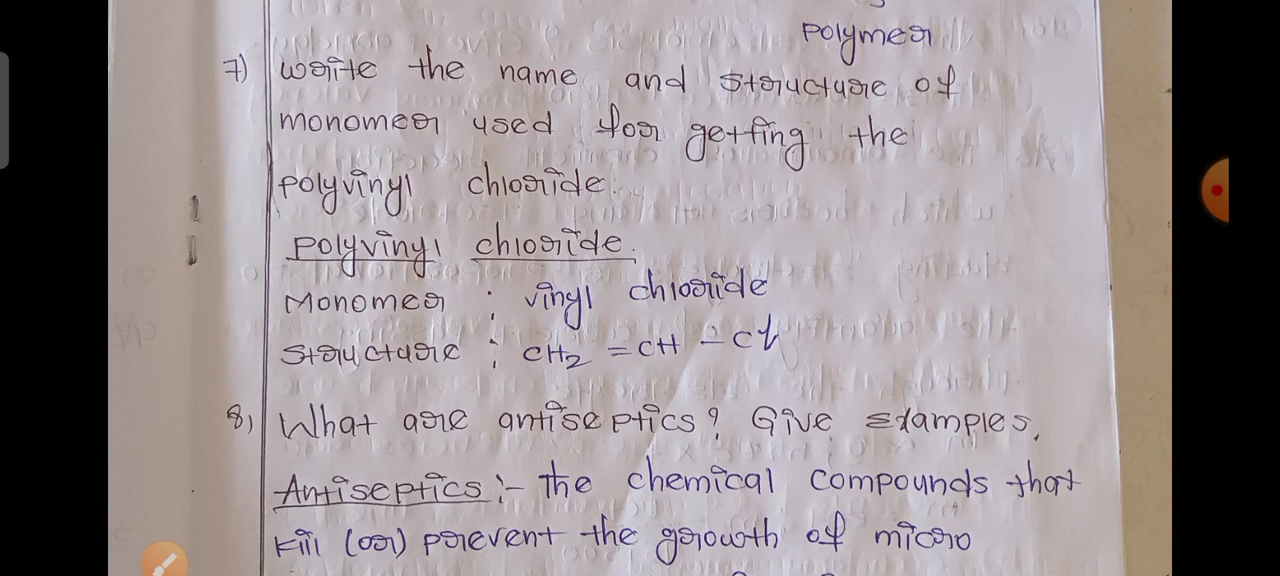 polymer
7) write the name and structure of
monomer used for getting the
polyvinyl chloride.
polyvinyl chloride.
Monomer : vinyl chloride
structure : CH2 = CH - Cl
8) What are antiseptics? Give Examples.
Antiseptics :- The chemical compounds that
kill (or) prevent the growth of micro